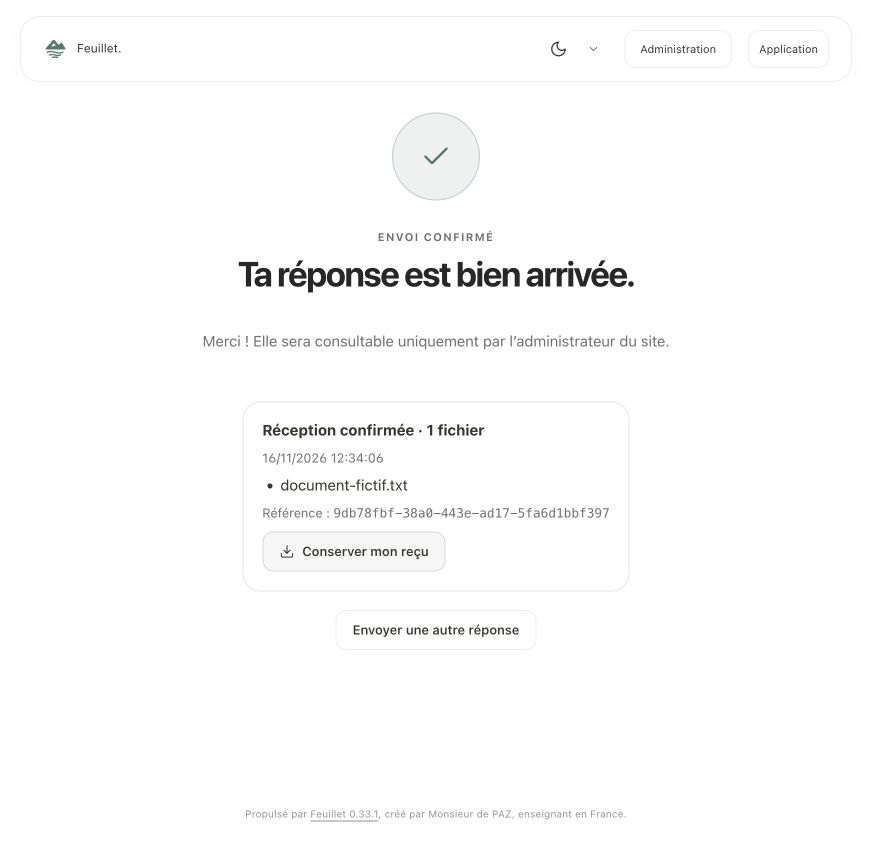 Feuillet.
Administration
Application
ENVOI CONFIRMÉ
Ta réponse est bien arrivée.
Merci ! Elle sera consultable uniquement par l’administrateur du site.
Réception confirmée · 1 fichier
16/11/2026 12:34:06
• document-fictif.txt
Référence : 9db78fbf-38a0-443e-ad17-5fa6d1bbf397
Conserver mon reçu
Envoyer une autre réponse
Propulsé par Feuillet 0.33.1, créé par Monsieur de PAZ, enseignant en France.